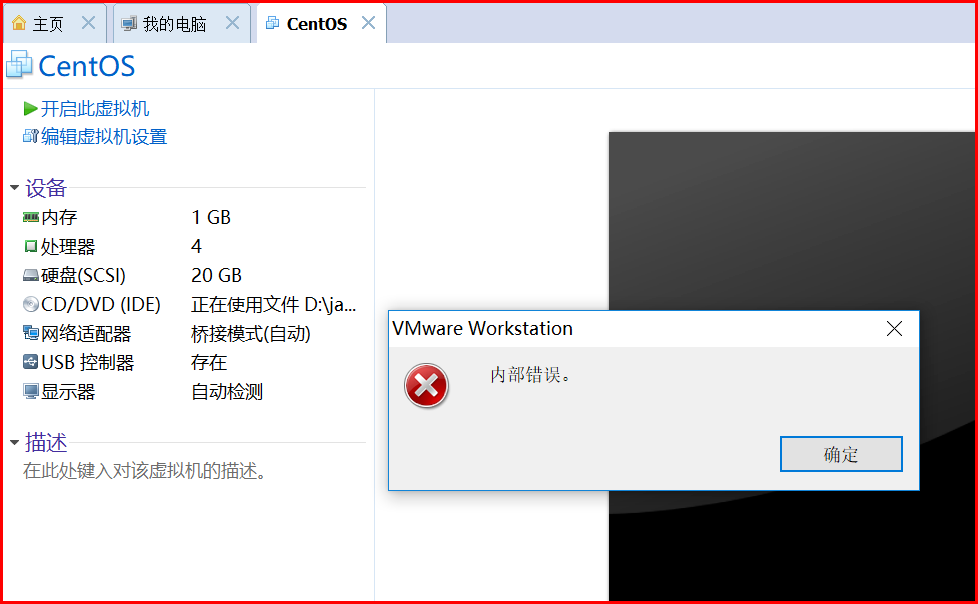 主页
我的电脑
CentOS
CentOS
开启此虚拟机
编辑虚拟机设置
设备
内存 1 GB
处理器 4
硬盘(SCSI) 20 GB
CD/DVD (IDE) 正在使用文件 D:\ja...
网络适配器 桥接模式(自动)
USB 控制器 存在
显示器 自动检测
描述
在此处键入对该虚拟机的描述。
VMware Workstation
内部错误。
确定